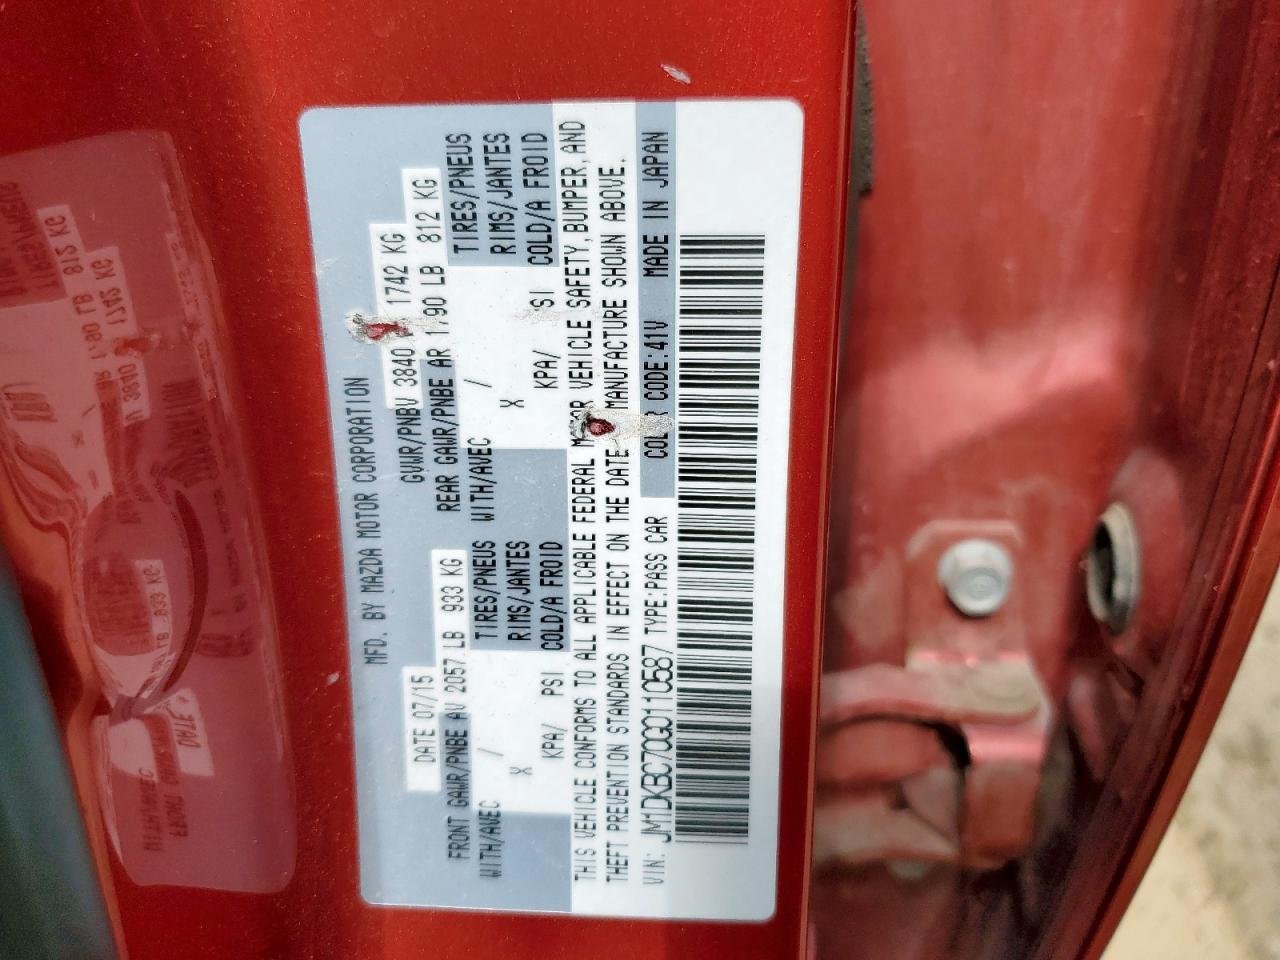 MFD. BY MAZDA MOTOR CORPORATION
DATE 07/15 GVWR/PNBV 3840 1742 KG
FRONT GAWR/PNBE AV 2057 LB 933 KG REAR GAWR/PNBE AR 1790 LB 812 KG
WITH/AVEC / TIRES/PNEUS WITH/AVEC / TIRES/PNEUS
X RIMS/JANTES X RIMS/JANTES
KPA/ PSI COLD/A FROID KPA/ PSI COLD/A FROID
THIS VEHICLE CONFORMS TO ALL APPLICABLE FEDERAL MOTOR VEHICLE SAFETY, BUMPER, AND
THEFT PREVENTION STANDARDS IN EFFECT ON THE DATE MANUFACTURE SHOWN ABOVE.
VIN: JM1DKBC70G0110587 TYPE:PASS CAR COLOR CODE:41V MADE IN JAPAN